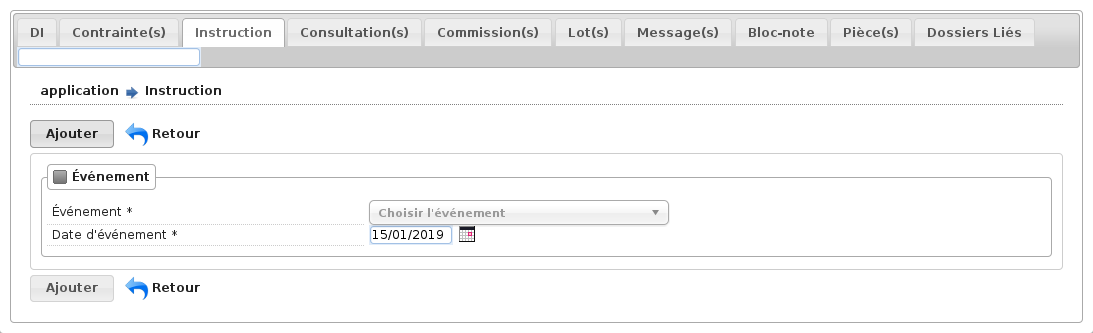 DI Contrainte(s) Instruction Consultation(s) Commission(s) Lot(s) Message(s) Bloc-note Pièce(s) Dossiers Liés
application Instruction
Ajouter Retour
Événement
Événement * Choisir l'événement
Date d'événement * 15/01/2019
Ajouter Retour